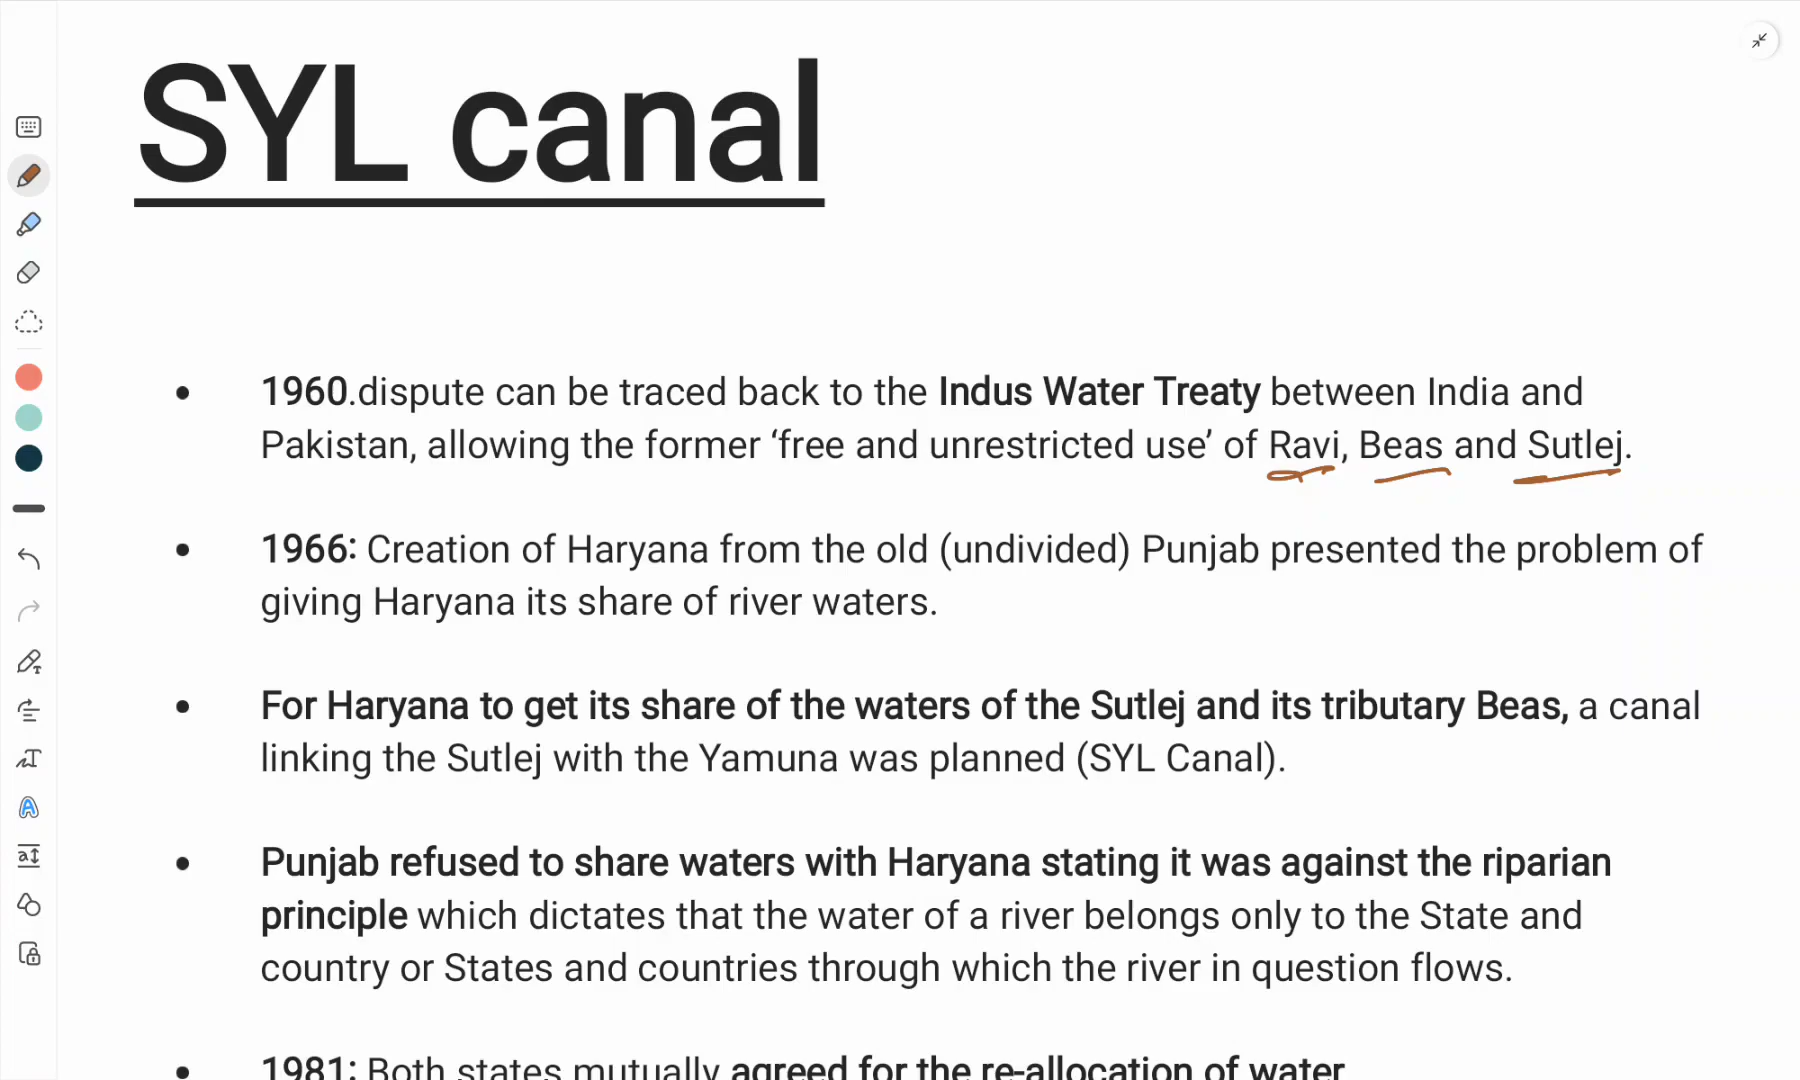 SYL canal
• 1960.dispute can be traced back to the Indus Water Treaty between India and
Pakistan, allowing the former ‘free and unrestricted use’ of Ravi, Beas and Sutlej.
• 1966: Creation of Haryana from the old (undivided) Punjab presented the problem of
giving Haryana its share of river waters.
• For Haryana to get its share of the waters of the Sutlej and its tributary Beas, a canal
linking the Sutlej with the Yamuna was planned (SYL Canal).
• Punjab refused to share waters with Haryana stating it was against the riparian
principle which dictates that the water of a river belongs only to the State and
country or States and countries through which the river in question flows.
• 1981: Both states mutually agreed for the re-allocation of water